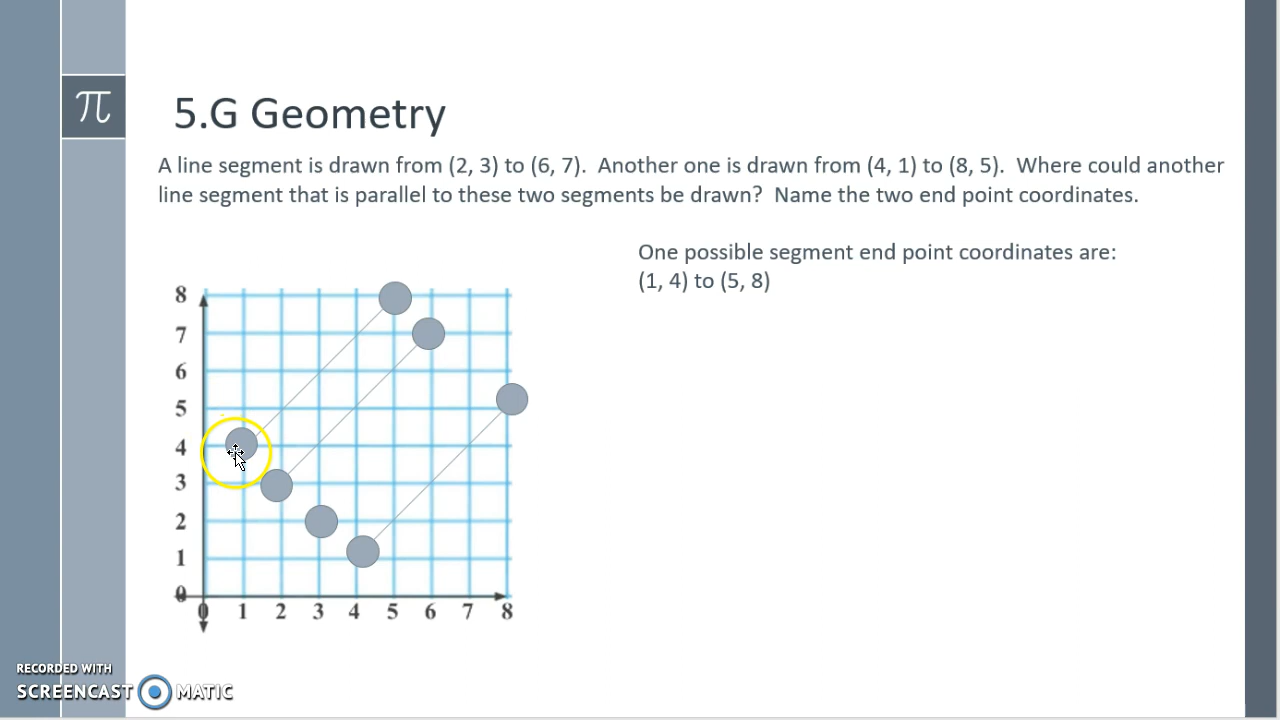 π
5.G Geometry
A line segment is drawn from (2, 3) to (6, 7).  Another one is drawn from (4, 1) to (8, 5).  Where could another
line segment that is parallel to these two segments be drawn?  Name the two end point coordinates.
One possible segment end point coordinates are:
(1, 4) to (5, 8)
8
7
6
5
4
3
2
1
0
0 1 2 3 4 5 6 7 8
RECORDED WITH
SCREENCAST MATIC